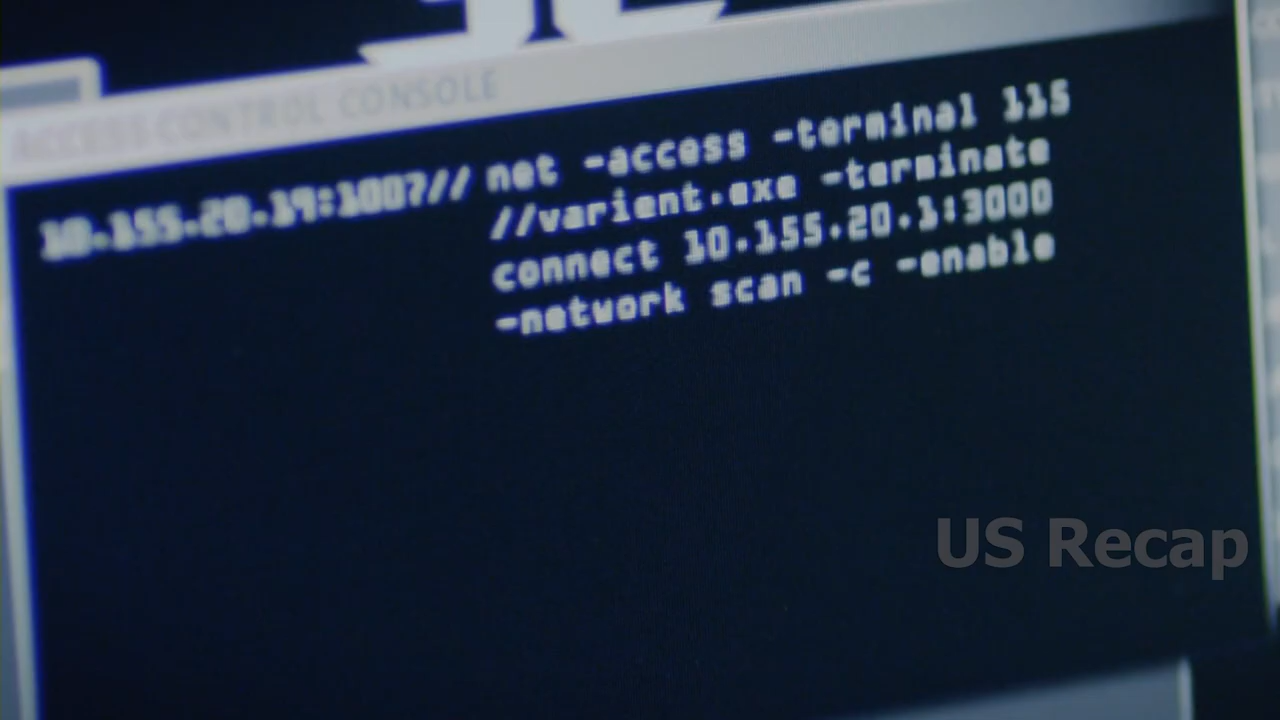 ACCESS CONTROL CONSOLE
10.155.20.19:1007// net -access -terminal 115
//varient.exe -terminate
connect 10.155.20.1:3000
-network scan -c -enable
US Recap